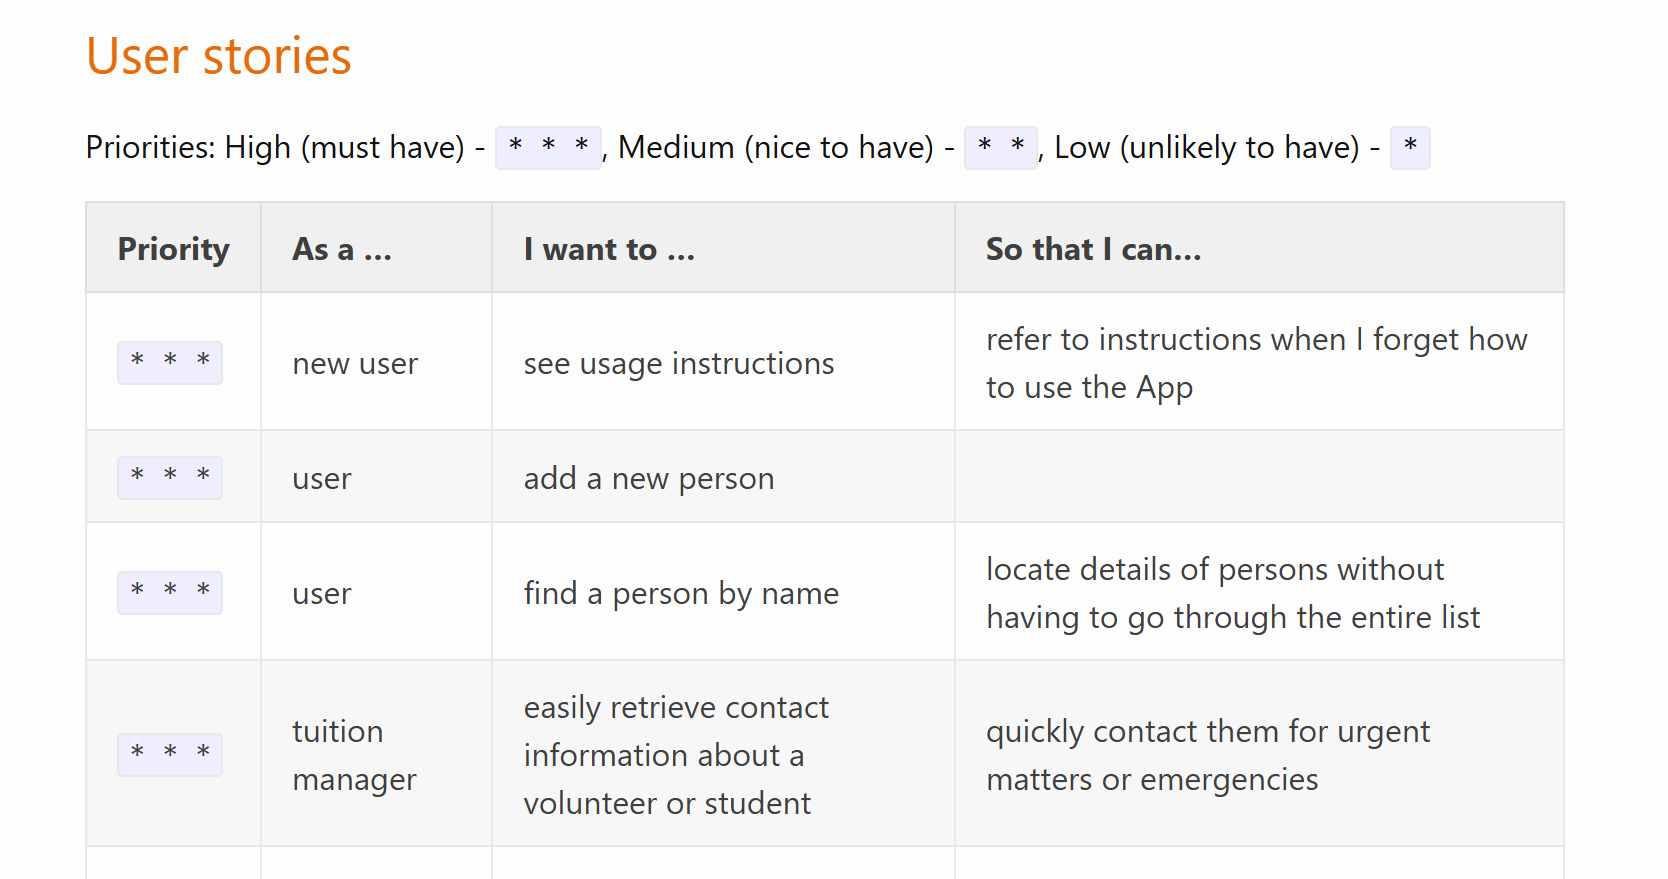 User stories
Priorities: High (must have) - * * *, Medium (nice to have) - * *, Low (unlikely to have) - *
Priority As a … I want to … So that I can…
* * * new user see usage instructions refer to instructions when I forget how
to use the App
* * * user add a new person
* * * user find a person by name locate details of persons without
having to go through the entire list
* * * tuition
manager
easily retrieve contact
information about a
volunteer or student
quickly contact them for urgent
matters or emergencies